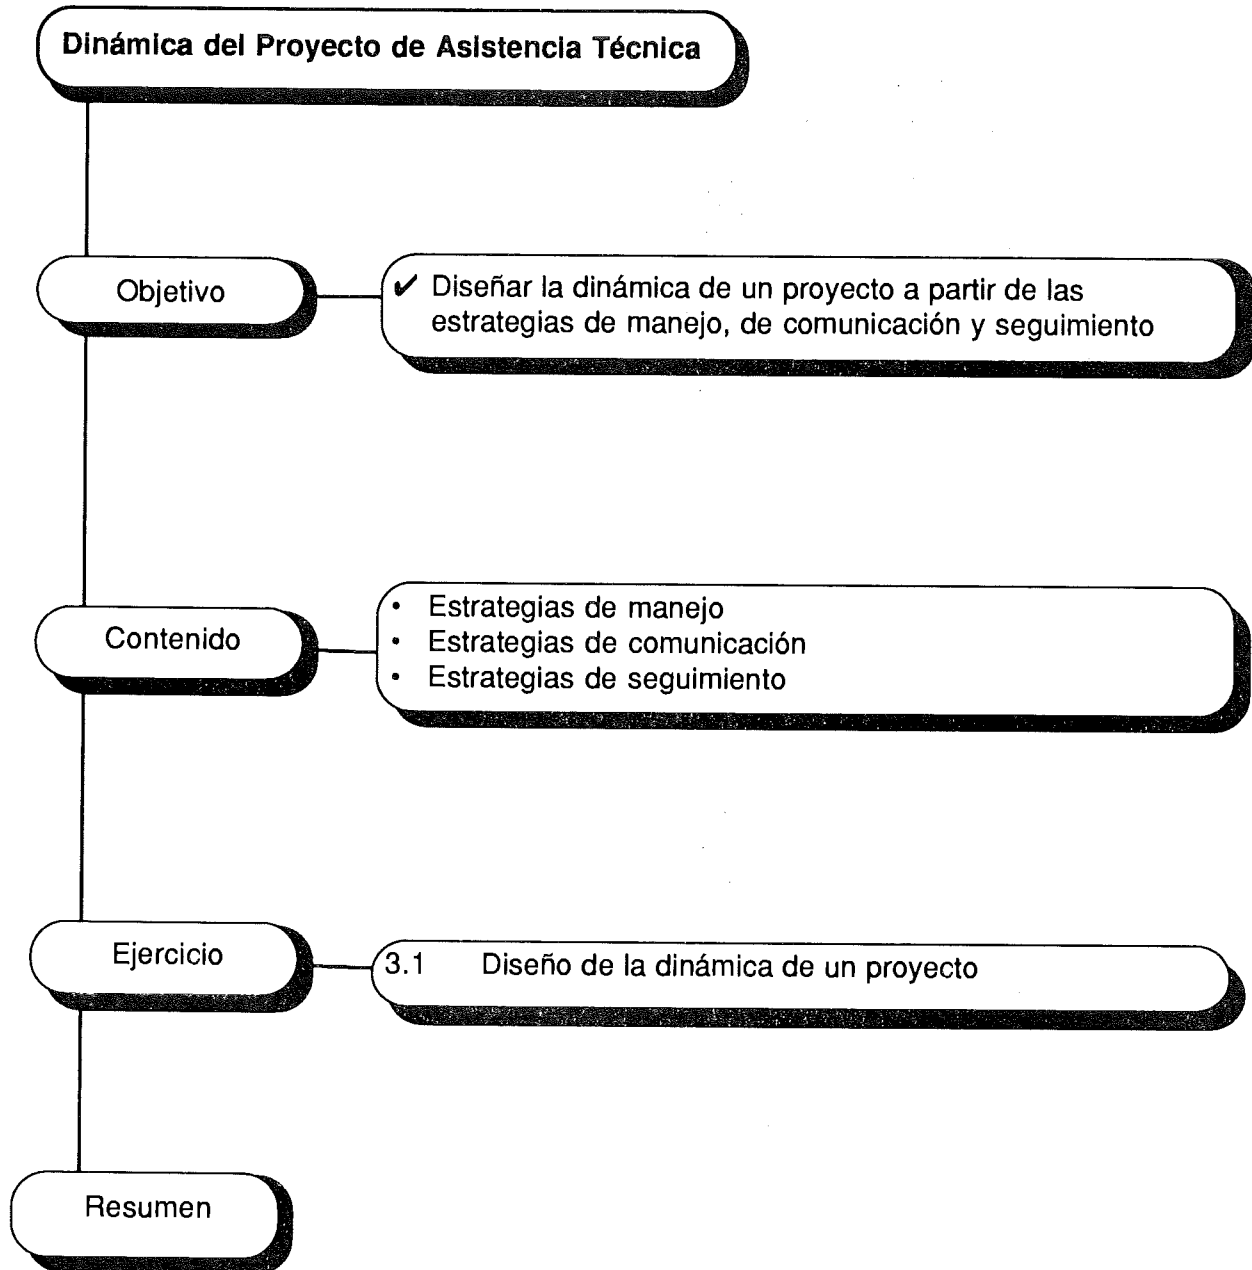 Dinámica del Proyecto de Asistencia Técnica
Objetivo
✔ Diseñar la dinámica de un proyecto a partir de las
estrategias de manejo, de comunicación y seguimiento
Contenido
• Estrategias de manejo
• Estrategias de comunicación
• Estrategias de seguimiento
Ejercicio
3.1 Diseño de la dinámica de un proyecto
Resumen